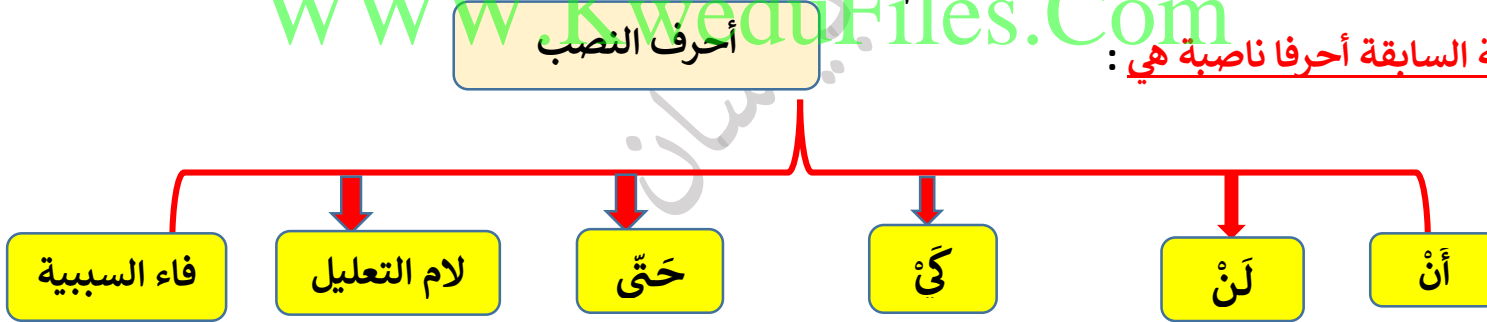 WWW.KweduFiles.Com
أحرف النصب
السابقة أحرفا ناصبة هي :
أَنْ
لَنْ
كَيْ
حَتّى
لام التعليل
فاء السببية